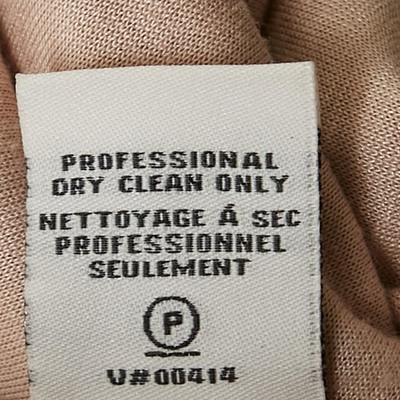 PROFESSIONAL
DRY CLEAN ONLY
NETTOYAGE Á SEC
PROFESSIONNEL
SEULEMENT
P
V#00414